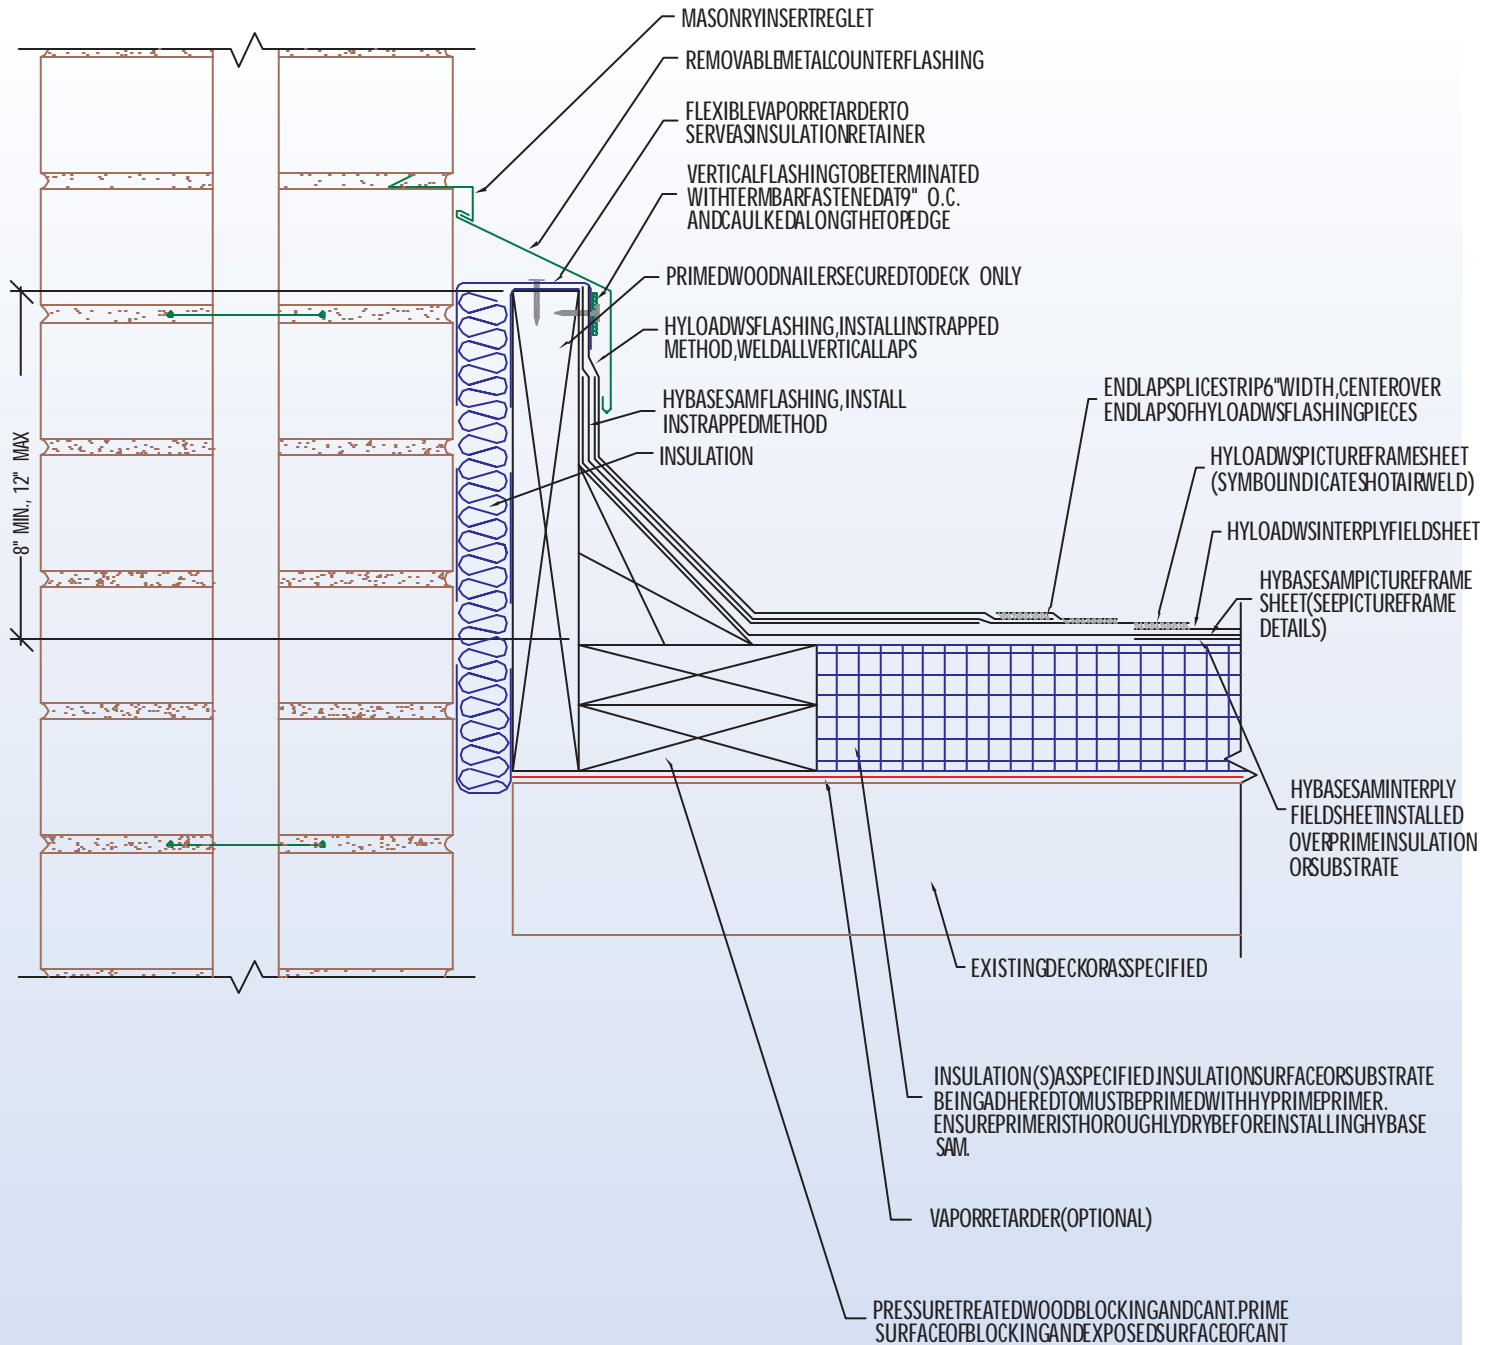 MASONRYINSERTREGLET
REMOVABLEMETALCOUNTERFLASHING
FLEXIBLEVAPORRETARDERTO
SERVEASINSULATIONRETAINER
VERTICALFLASHINGTOBETERMINATED
WITHTERMBARFASTENEDAT9" O.C.
ANDCAULKEDALONGTHETOPEDGE
PRIMEDWOODNAILERSECUREDTODECK ONLY
HYLOADWSFLASHING,INSTALLINSTRAPPED
METHOD,WELDALLVERTICALLAPS
HYBASESAMFLASHING,INSTALL
INSTRAPPEDMETHOD
INSULATION
8" MIN., 12" MAX
ENDLAPSPLICESTRIP6"WIDTH,CENTEROVER
ENDLAPSOFHYLOADWSFLASHINGPIECES
HYLOADWSPICTUREFRAMESHEET
(SYMBOLINDICATESHOTAIRWELD)
HYLOADWSINTERPLYFIELDSHEET
HYBASESAMPICTUREFRAME
SHEET(SEEPICTUREFRAME
DETAILS)
HYBASESAMINTERPLY
FIELDSHEETINSTALLED
OVERPRIMEINSULATION
ORSUBSTRATE
EXISTINGDECKORASSPECIFIED
INSULATION(S)ASSPECIFIED.INSULATIONSURFACEORSUBSTRATE
BEINGADHEREDTOMUSTBEPRIMEDWITHHYPRIMEPRIMER.
ENSUREPRIMERISTHOROUGHLYDRYBEFOREINSTALLINGHYBASE
SAM.
VAPORRETARDER(OPTIONAL)
PRESSURETREATEDWOODBLOCKINGANDCANT.PRIME
SURFACEOFBLOCKINGANDEXPOSEDSURFACEOFCANT